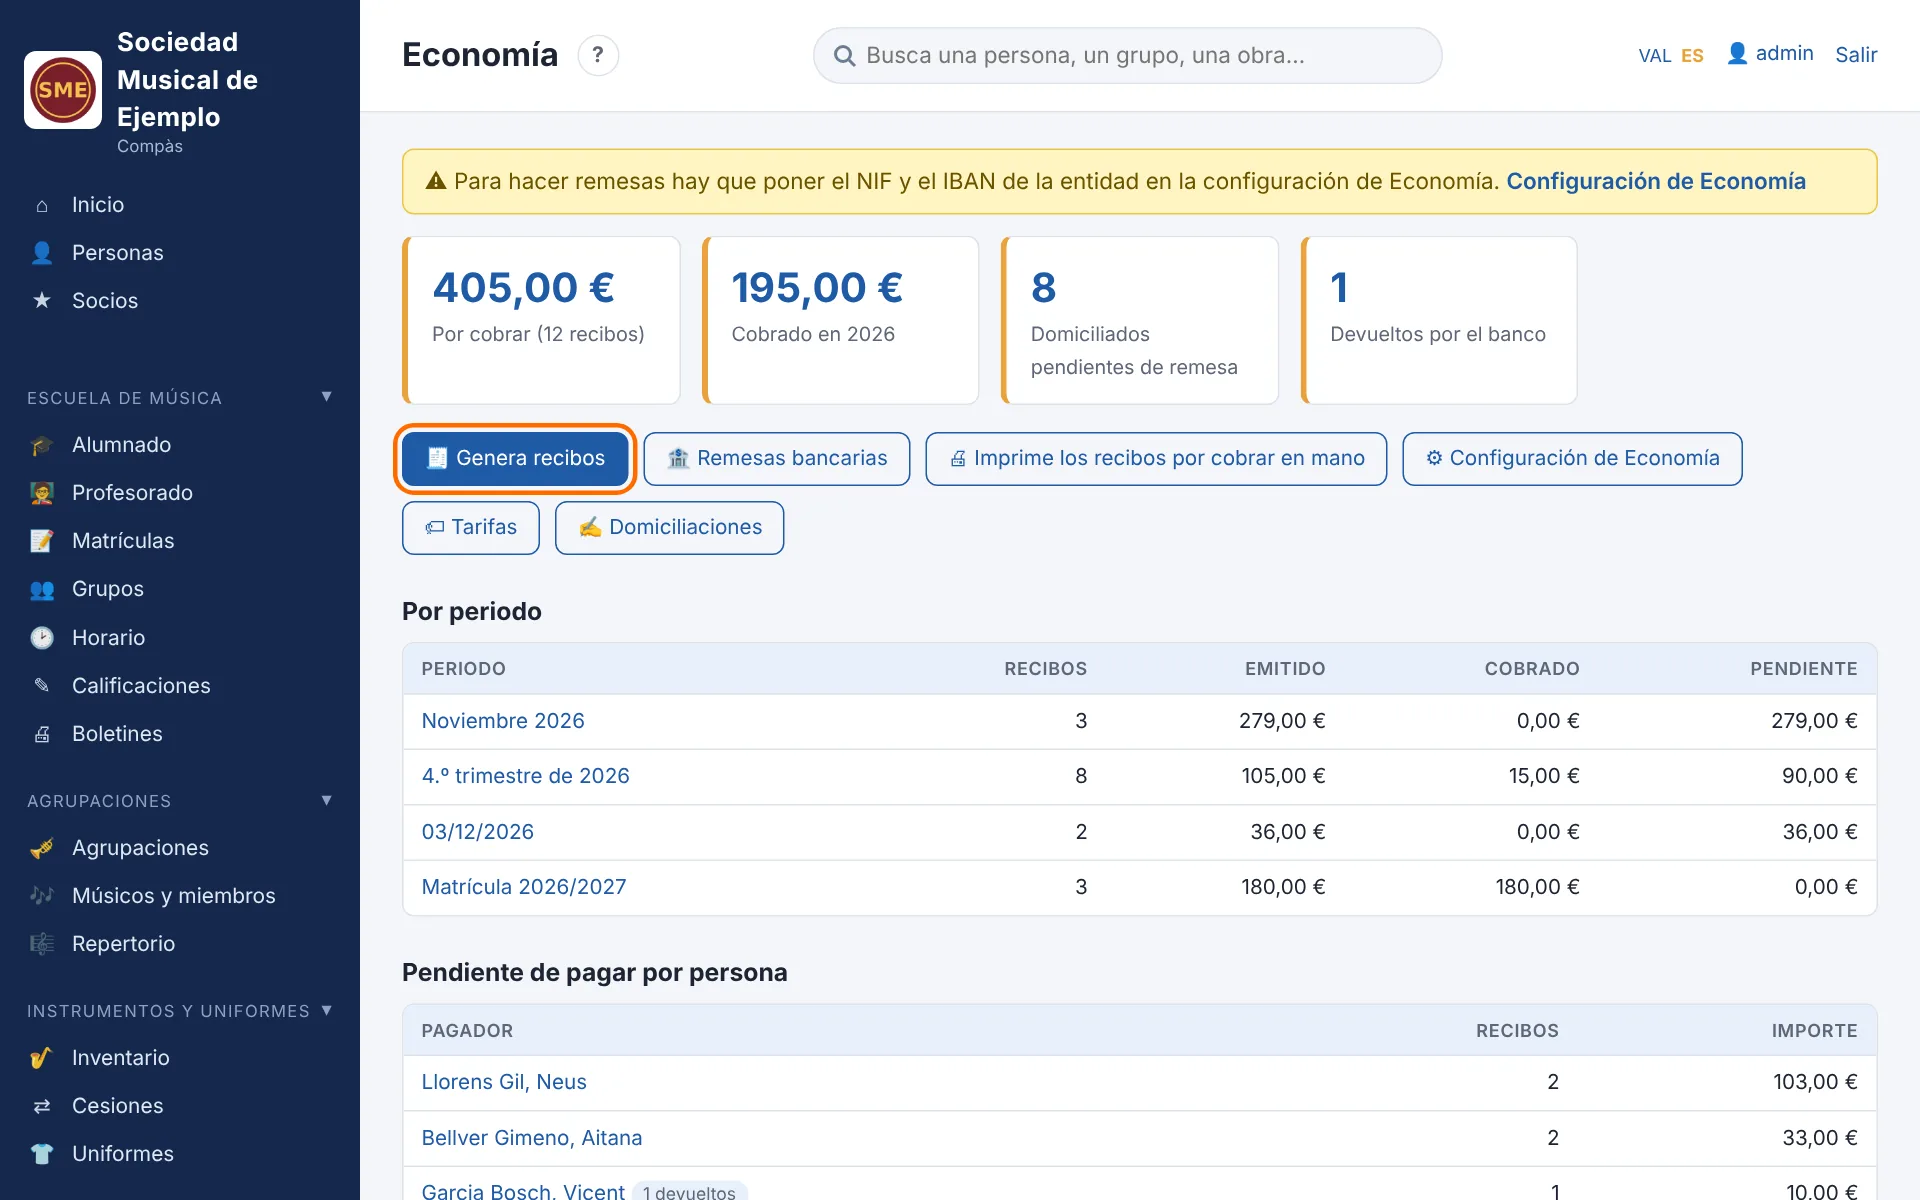 SME
Sociedad
Musical de
Ejemplo
Compàs
Inicio
Personas
Socios
ESCUELA DE MÚSICA
Alumnado
Profesorado
Matrículas
Grupos
Horario
Calificaciones
Boletines
AGRUPACIONES
Agrupaciones
Músicos y miembros
Repertorio
INSTRUMENTOS Y UNIFORMES
Inventario
Cesiones
Uniformes
Economía ?
Busca una persona, un grupo, una obra...
VAL ES admin Salir
Para hacer remesas hay que poner el NIF y el IBAN de la entidad en la configuración de Economía. Configuración de Economía
405,00 €
Por cobrar (12 recibos)
195,00 €
Cobrado en 2026
8
Domiciliados
pendientes de remesa
1
Devueltos por el banco
Genera recibos Remesas bancarias Imprime los recibos por cobrar en mano Configuración de Economía
Tarifas Domiciliaciones
Por periodo
PERIODO RECIBOS EMITIDO COBRADO PENDIENTE
Noviembre 2026 3 279,00 € 0,00 € 279,00 €
4.º trimestre de 2026 8 105,00 € 15,00 € 90,00 €
03/12/2026 2 36,00 € 0,00 € 36,00 €
Matrícula 2026/2027 3 180,00 € 180,00 € 0,00 €
Pendiente de pagar por persona
PAGADOR RECIBOS IMPORTE
Llorens Gil, Neus 2 103,00 €
Bellver Gimeno, Aitana 2 33,00 €
Garcia Bosch, Vicent 1 devueltos 1 10,00 €